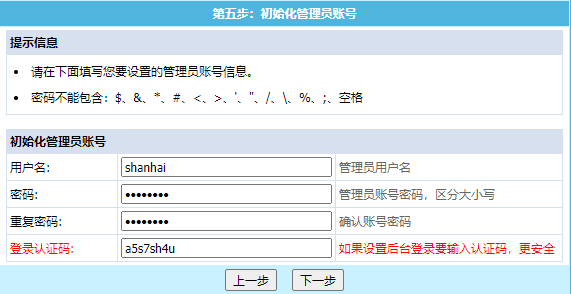 第五步：初始化管理员账号
提示信息
• 请在下面填写您要设置的管理员账号信息。
• 密码不能包含：$、&、*、#、<、>、'、"、/、\、%、;、空格
初始化管理员账号
用户名： shanhai 管理员用户名
密码： •••••••• 管理员账号密码，区分大小写
重复密码： •••••••• 确认账号密码
登录认证码： a5s7sh4u 如果设置后台登录要输入认证码，更安全
上一步 下一步